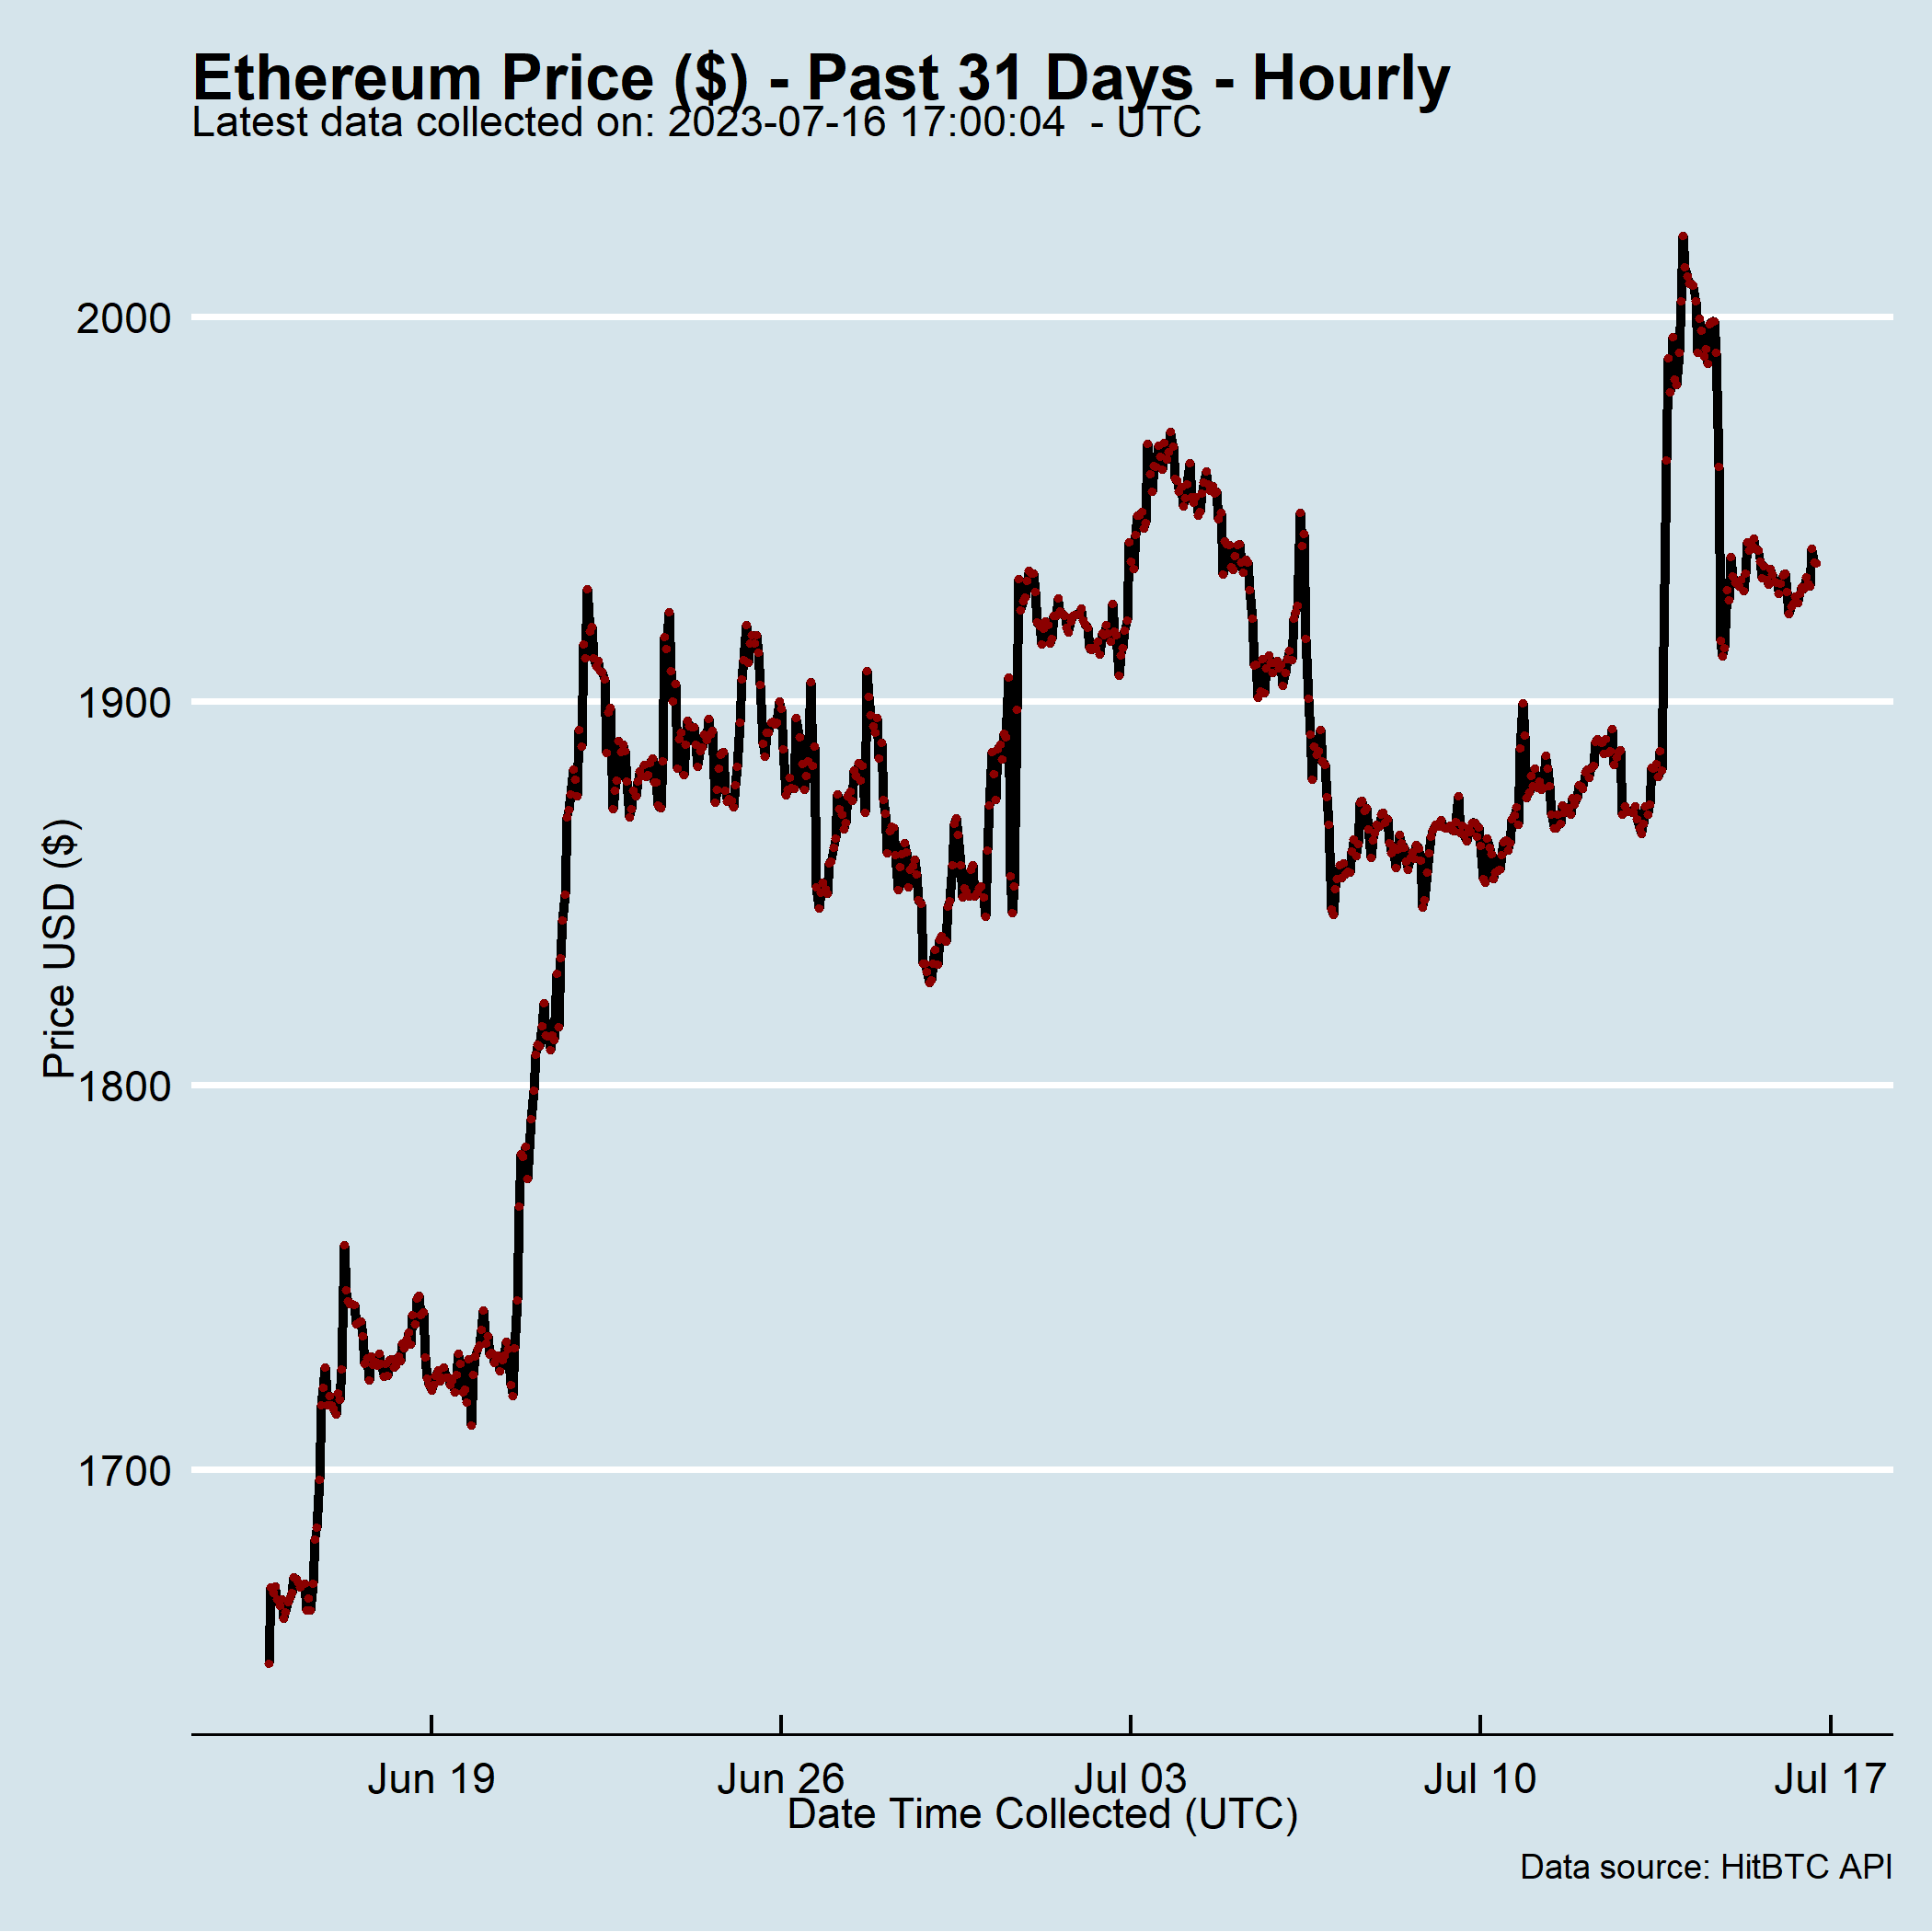 Ethereum Price ($) - Past 31 Days - Hourly
Latest data collected on: 2023-07-16 17:00:04  - UTC
2000
1900
1800
1700
Price USD ($)
Jun 19
Jun 26
Jul 03
Jul 10
Jul 17
Date Time Collected (UTC)
Data source: HitBTC API